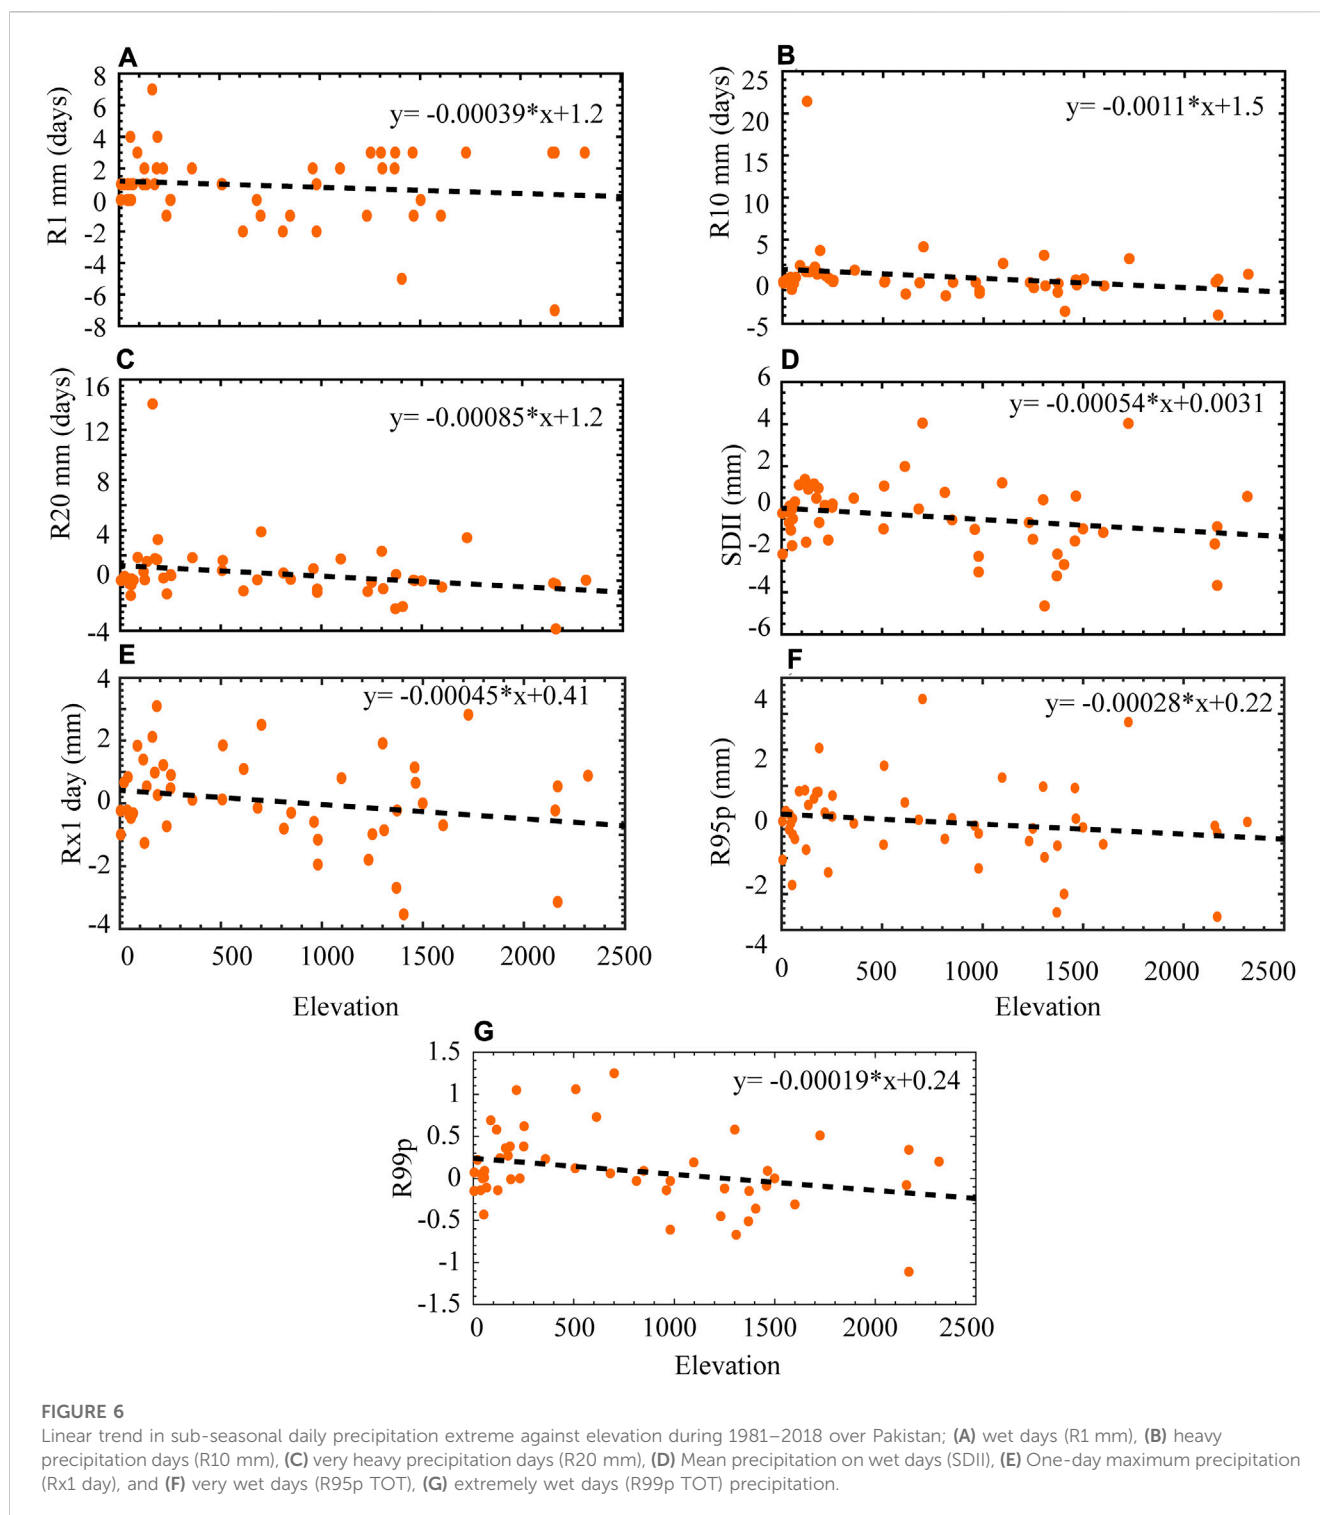 A
8
6
4
2
0
-2
-4
-6
-8
R1 mm (days)
y= -0.00039*x+1.2
B
25
20
15
10
5
0
-5
R10 mm (days)
y= -0.0011*x+1.5
C
16
12
8
4
0
-4
R20 mm (days)
y= -0.00085*x+1.2
D
6
4
2
0
-2
-4
-6
SDII (mm)
y= -0.00054*x+0.0031
E
4
2
0
-2
-4
Rx1 day (mm)
y= -0.00045*x+0.41
0 500 1000 1500 2000 2500
Elevation
F
4
2
0
-2
-4
R95p (mm)
y= -0.00028*x+0.22
0 500 1000 1500 2000 2500
Elevation
G
1.5
1
0.5
0
-0.5
-1
-1.5
R99p
y= -0.00019*x+0.24
0 500 1000 1500 2000 2500
Elevation
FIGURE 6
Linear trend in sub-seasonal daily precipitation extreme against elevation during 1981–2018 over Pakistan; (A) wet days (R1 mm), (B) heavy
precipitation days (R10 mm), (C) very heavy precipitation days (R20 mm), (D) Mean precipitation on wet days (SDII), (E) One-day maximum precipitation
(Rx1 day), and (F) very wet days (R95p TOT), (G) extremely wet days (R99p TOT) precipitation.